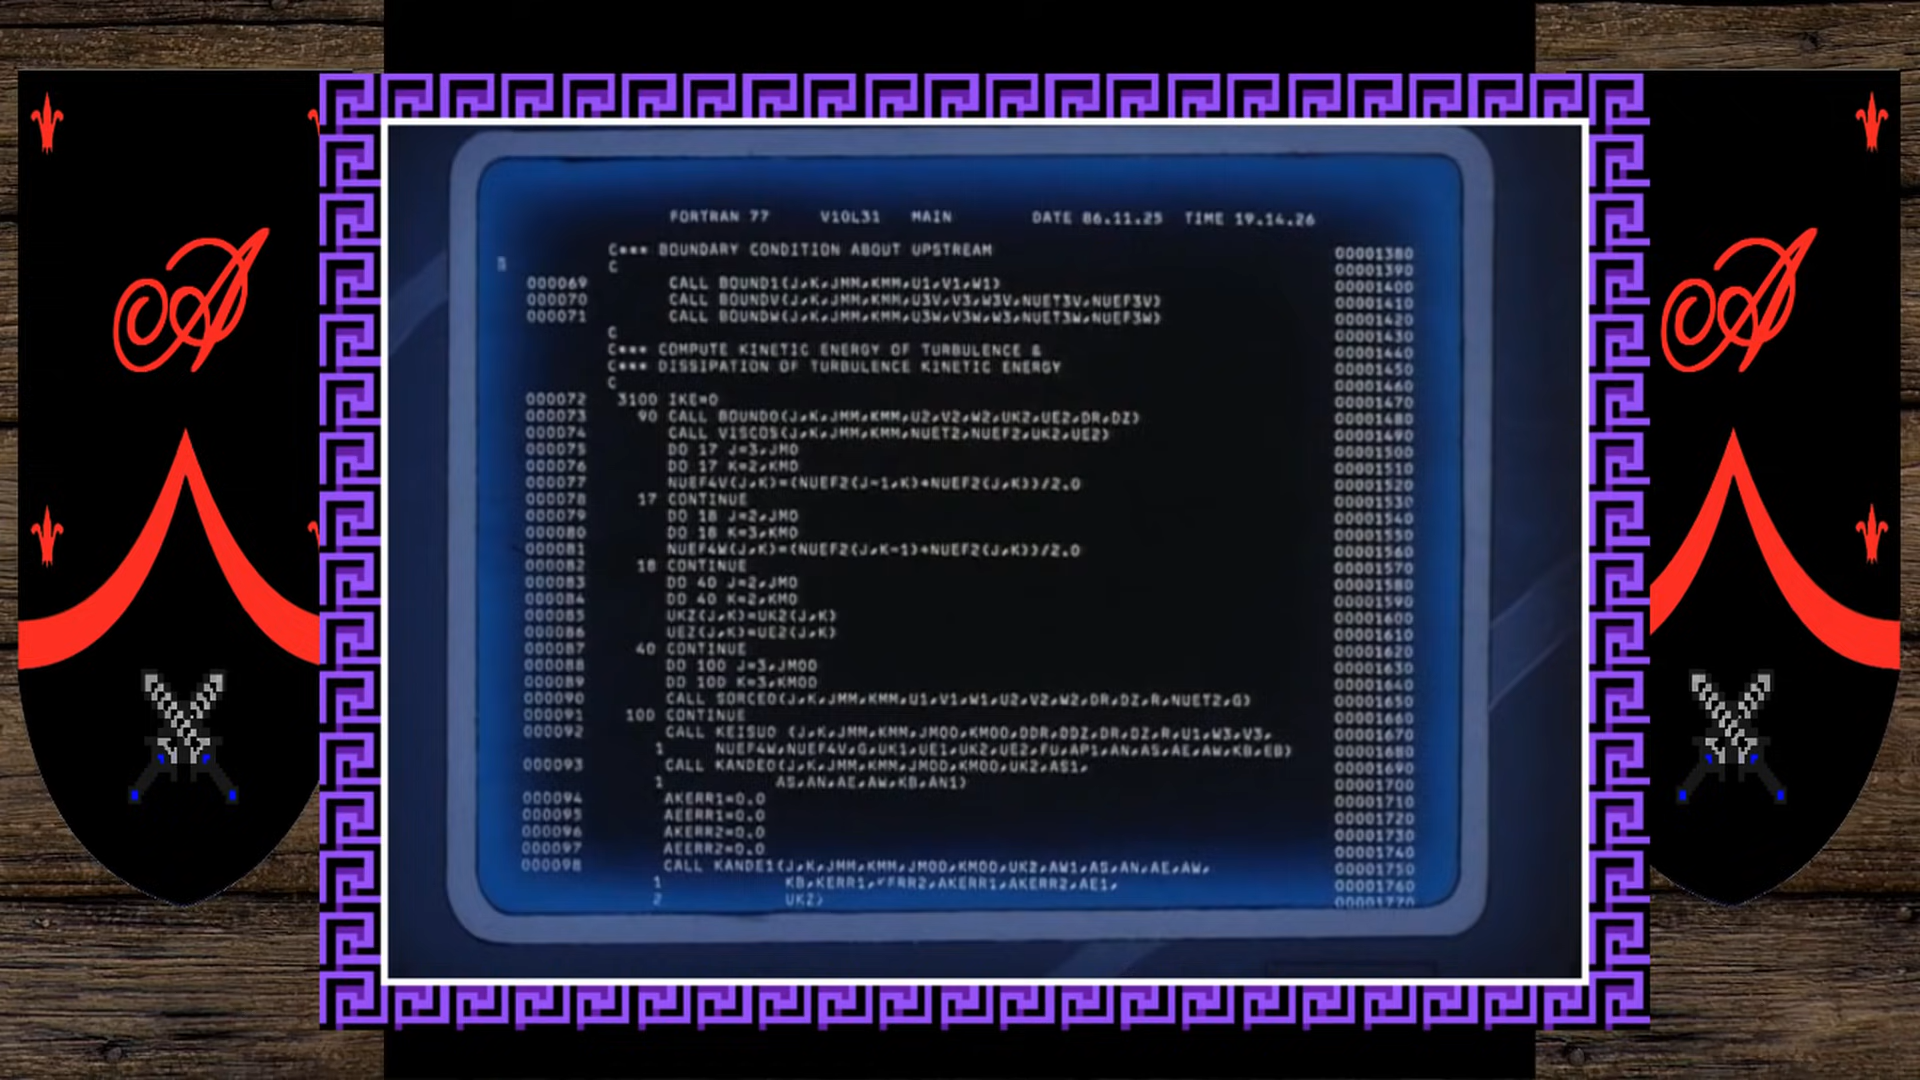 FORTRAN 77 V10L31 MAIN DATE 86.11.25 TIME 19.14.26
C*** BOUNDARY CONDITION ABOUT UPSTREAM 00001380
C 00001390
000069 CALL BOUND1(J,K,JMM,KMM,U1,V1,W1) 00001400
000070 CALL BOUNDV(J,K,JMM,KMM,U3V,V3,W3V,NUET3V,NUEF3V) 00001410
000071 CALL BOUNDW(J,K,JMM,KMM,U3W,V3W,W3,NUET3W,NUEF3W) 00001420
C 00001430
C*** COMPUTE KINETIC ENERGY OF TURBULENCE & 00001440
C*** DISSIPATION OF TURBULENCE KINETIC ENERGY 00001450
C 00001460
000072 3100 IKE=0 00001470
000073 90 CALL BOUNDO(J,K,JMM,KMM,U2,V2,W2,UK2,UE2,DR,DZ) 00001480
000074 CALL VISCOS(J,K,JMM,KMM,NUET2,NUEF2,UK2,UE2) 00001490
000075 DO 17 J=3,JMO 00001500
000076 DO 17 K=2,KMO 00001510
000077 NUEF4V(J,K)=(NUEF2(J-1,K)+NUEF2(J,K))/2.0 00001520
000078 17 CONTINUE 00001530
000079 DO 18 J=2,JMO 00001540
000080 DO 18 K=3,KMO 00001550
000081 NUEF4W(J,K)=(NUEF2(J,K-1)+NUEF2(J,K))/2.0 00001560
000082 18 CONTINUE 00001570
000083 DO 40 J=2,JMO 00001580
000084 DO 40 K=2,KMO 00001590
000085 UKZ(J,K)=UK2(J,K) 00001600
000086 UEZ(J,K)=UE2(J,K) 00001610
000087 40 CONTINUE 00001620
000088 DO 100 J=3,JMOO 00001630
000089 DO 100 K=3,KMOO 00001640
000090 CALL SORCEO(J,K,JMM,KMM,U1,V1,W1,U2,V2,W2,DR,DZ,R,NUET2,G) 00001650
000091 100 CONTINUE 00001660
000092 CALL KEISUO (J,K,JMM,KMM,JMOO,KMOO,DDR,DDZ,DR,DZ,R,U1,W3,V3, 00001670
1 NUEF4W,NUEF4V,G,UK1,UE1,UK2,UE2,FU,AP1,AN,AS,AE,AW,KB,EB) 00001680
000093 CALL KANDEO(J,K,JMM,KMM,JMOO,KMOO,UK2,AS1, 00001690
1 AS,AN,AE,AW,KB,AN1) 00001700
000094 AKERR1=0.0 00001710
000095 AEERR1=0.0 00001720
000096 AKERR2=0.0 00001730
000097 AEERR2=0.0 00001740
000098 CALL KANDE1(J,K,JMM,KMM,JMOO,KMOO,UK2,AW1,AS,AN,AE,AW, 00001750
1 KB,KERR1,KERR2,AKERR1,AKERR2,AE1, 00001760
2 UKZ) 00001770